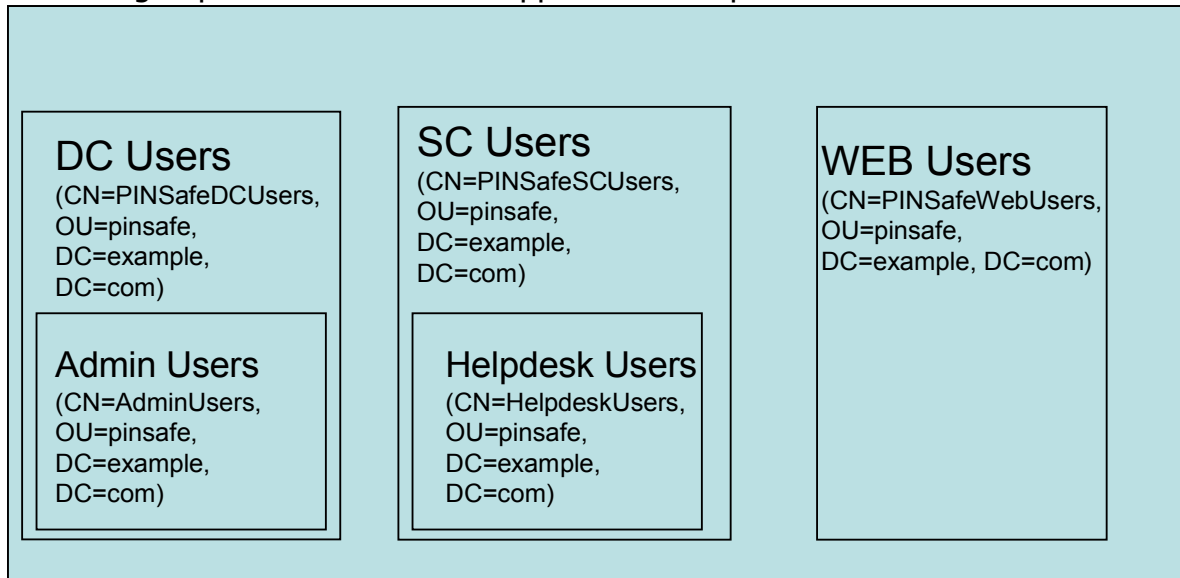 DC Users
(CN=PINSafeDCUsers,
OU=pinsafe,
DC=example,
DC=com)
Admin Users
(CN=AdminUsers,
OU=pinsafe,
DC=example,
DC=com)
SC Users
(CN=PINSafeSCUsers,
OU=pinsafe,
DC=example,
DC=com)
Helpdesk Users
(CN=HelpdeskUsers,
OU=pinsafe,
DC=example,
DC=com)
WEB Users
(CN=PINSafeWebUsers,
OU=pinsafe,
DC=example, DC=com)